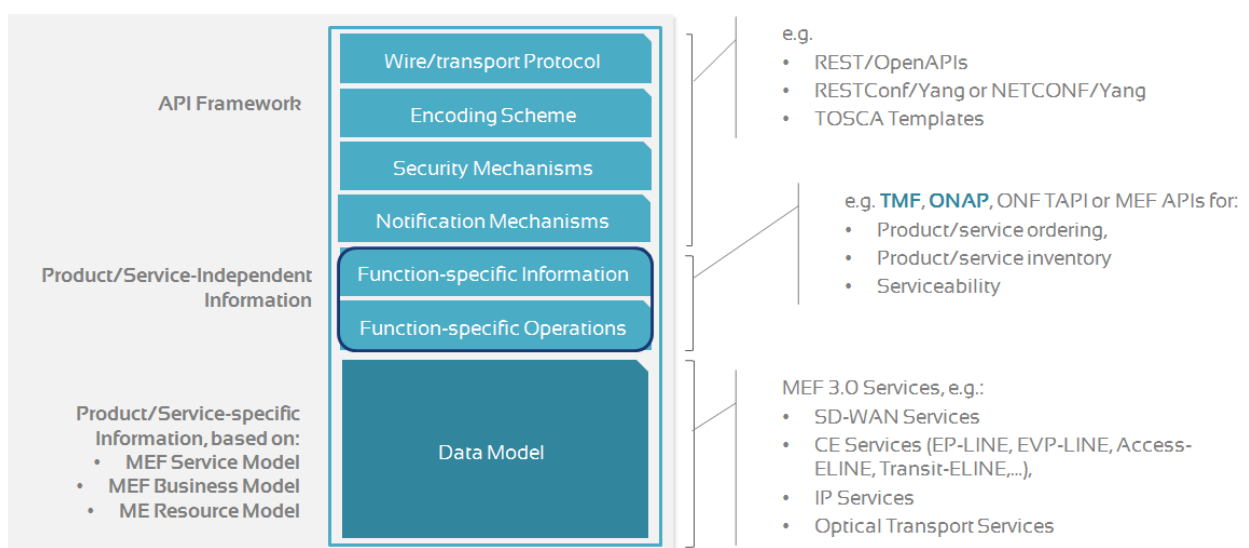 API Framework
Wire/transport Protocol
Encoding Scheme
Security Mechanisms
Notification Mechanisms
e.g.
• REST/OpenAPIs
• RESTConf/Yang or NETCONF/Yang
• TOSCA Templates
Product/Service-Independent
Information
Function-specific Information
Function-specific Operations
e.g. TMF, ONAP, ONF TAPI or MEF APIs for:
• Product/service ordering,
• Product/service inventory
• Serviceability
Product/Service-specific
Information, based on:
• MEF Service Model
• MEF Business Model
• ME Resource Model
Data Model
MEF 3.0 Services, e.g.:
• SD-WAN Services
• CE Services (EP-LINE, EVP-LINE, Access-
ELINE, Transit-ELINE,...),
• IP Services
• Optical Transport Services